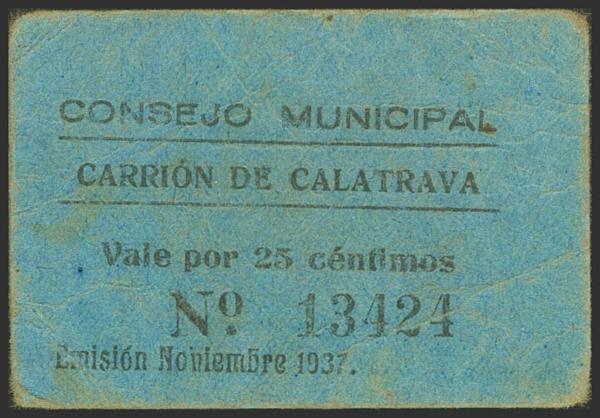 CONSEJO MUNICIPAL
CARRIÓN DE CALATRAVA
Vale por 25 céntimos
Nº 13424
Emisión Noviembre 1937.